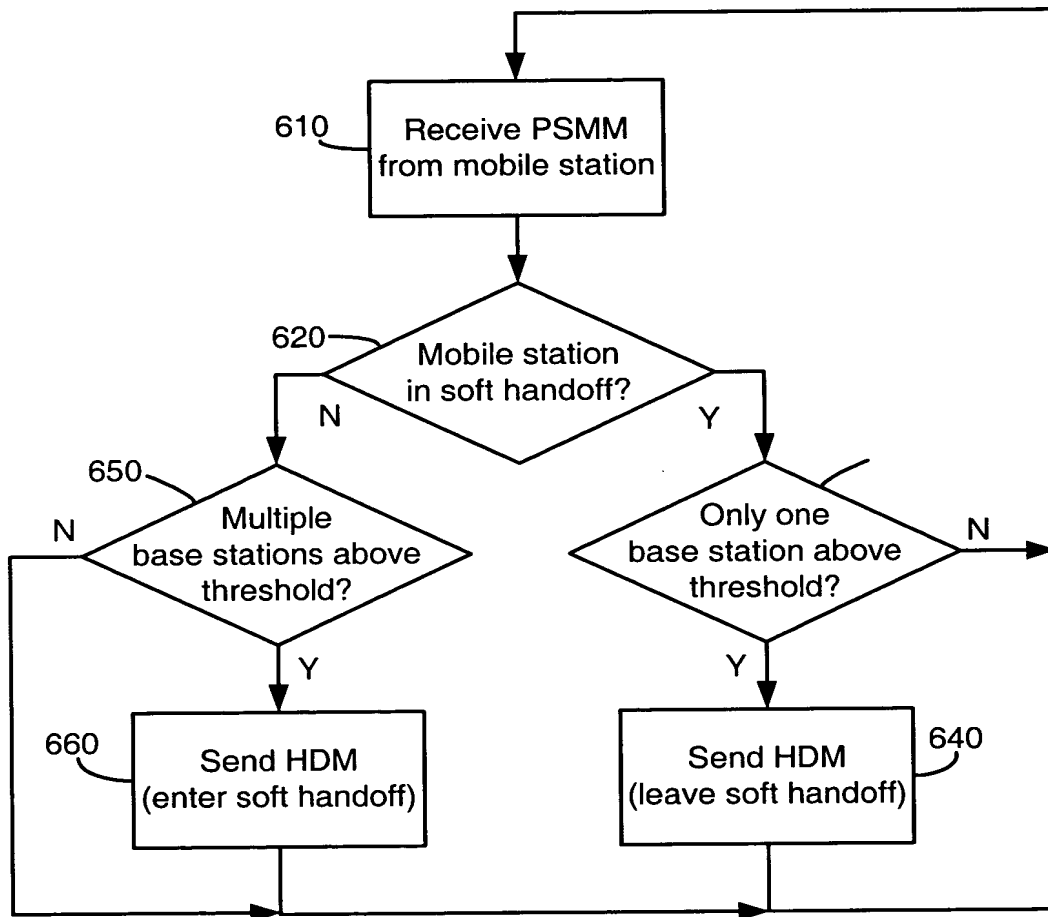 610
Receive PSMM
from mobile station
620
Mobile station
in soft handoff?
N
Y
650
N
Multiple
base stations above
threshold?
Only one
base station above
threshold?
N
Y
Y
660
Send HDM
(enter soft handoff)
Send HDM
(leave soft handoff)
640